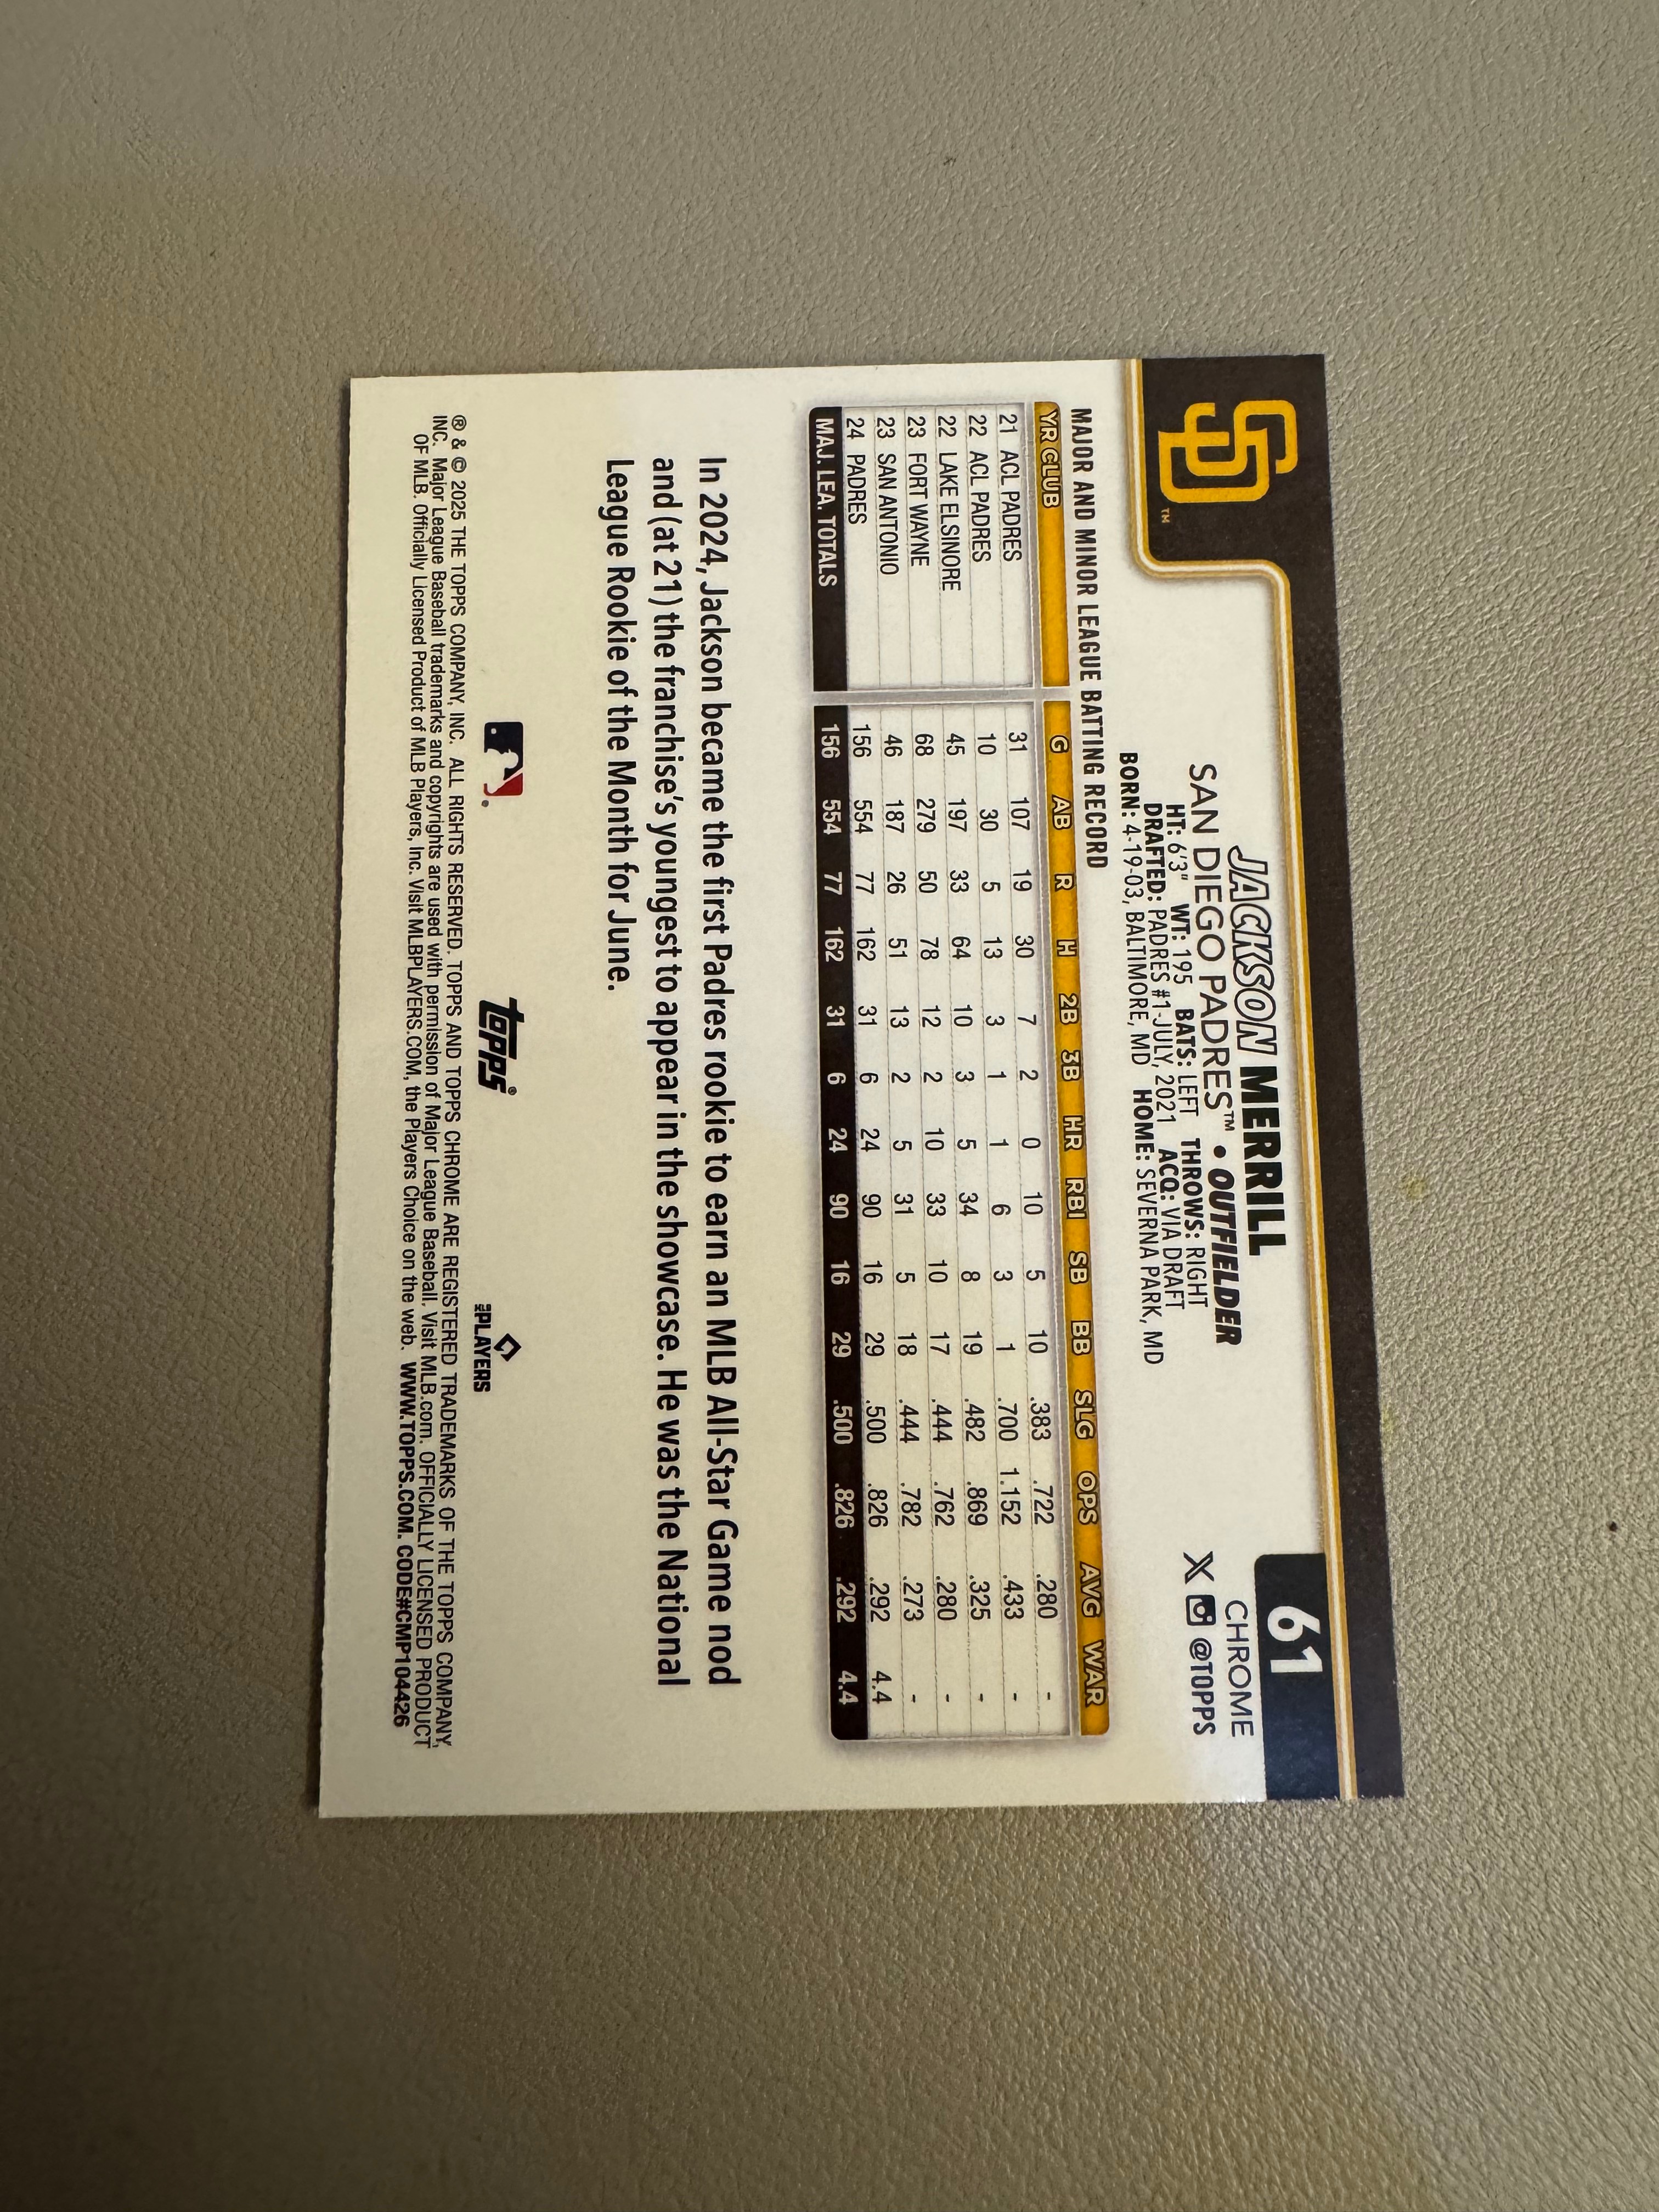 SD™
61
CHROME
X @TOPPS
JACKSON MERRILL
SAN DIEGO PADRES™ • OUTFIELDER
HT: 6'3" WT: 195 BATS: LEFT THROWS: RIGHT
DRAFTED: PADRES #1-JULY, 2021 ACQ: VIA DRAFT
BORN: 4-19-03, BALTIMORE, MD HOME: SEVERNA PARK, MD
MAJOR AND MINOR LEAGUE BATTING RECORD
YR CLUB G AB R H 2B 3B HR RBI SB BB SLG OPS AVG WAR
21 ACL PADRES 31 107 19 30 7 2 0 10 5 10 .383 .722 .280 -
22 ACL PADRES 10 30 5 13 3 1 1 6 3 1 .700 1.152 .433 -
22 LAKE ELSINORE 45 197 33 64 10 3 5 34 8 19 .482 .869 .325 -
23 FORT WAYNE 68 279 50 78 12 2 10 33 10 17 .444 .762 .280 -
23 SAN ANTONIO 46 187 26 51 13 2 5 31 5 18 .444 .782 .273 -
24 PADRES 156 554 77 162 31 6 24 90 16 29 .500 .826 .292 4.4
MAJ. LEA. TOTALS 156 554 77 162 31 6 24 90 16 29 .500 .826 .292 4.4
In 2024, Jackson became the first Padres rookie to earn an MLB All-Star Game nod
and (at 21) the franchise's youngest to appear in the showcase. He was the National
League Rookie of the Month for June.
topps®
MLB PLAYERS
® & © 2025 THE TOPPS COMPANY, INC. ALL RIGHTS RESERVED. TOPPS AND TOPPS CHROME ARE REGISTERED TRADEMARKS OF THE TOPPS COMPANY,
INC. Major League Baseball trademarks and copyrights are used with permission of Major League Baseball. Visit MLB.com. OFFICIALLY LICENSED PRODUCT
OF MLB. Officially Licensed Product of MLB Players, Inc. Visit MLBPLAYERS.COM, the Players Choice on the web. WWW.TOPPS.COM. CODE#CMP104426